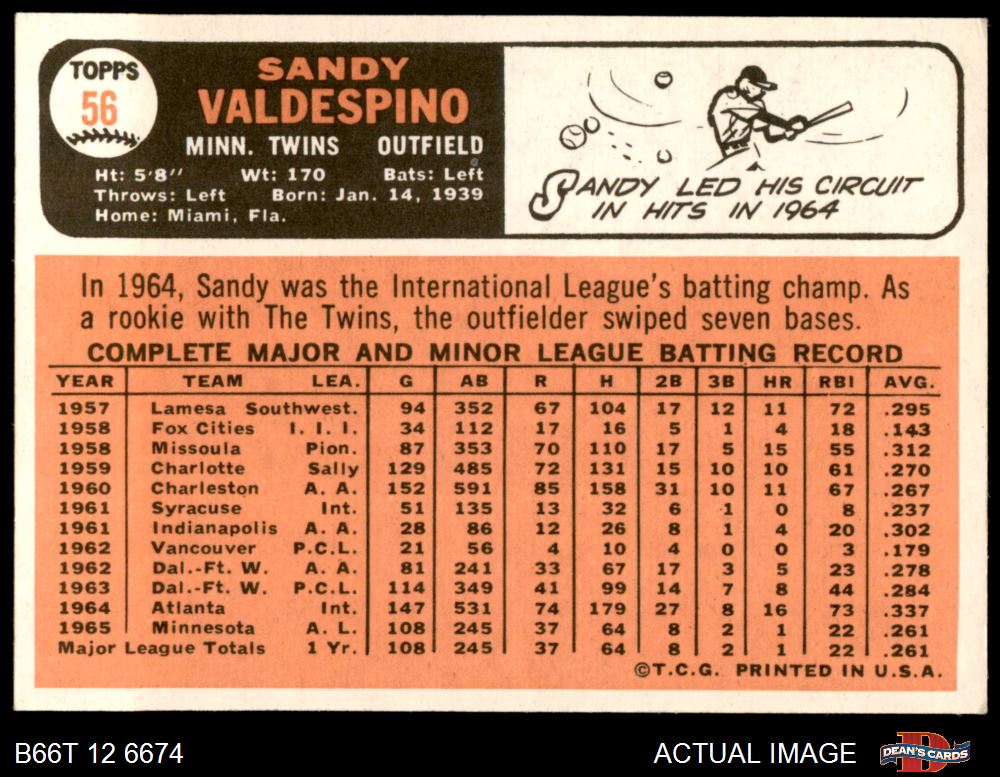 TOPPS
56
SANDY
VALDESPINO
MINN. TWINS OUTFIELD
Ht: 5'8'' Wt: 170 Bats: Left
Throws: Left Born: Jan. 14, 1939
Home: Miami, Fla.
SANDY LED HIS CIRCUIT
IN HITS IN 1964
In 1964, Sandy was the International League's batting champ. As
a rookie with The Twins, the outfielder swiped seven bases.
COMPLETE MAJOR AND MINOR LEAGUE BATTING RECORD
YEAR TEAM LEA. G AB R H 2B 3B HR RBI AVG.
1957 Lamesa Southwest. 94 352 67 104 17 12 11 72 .295
1958 Fox Cities I. I. I. 34 112 17 16 5 1 4 18 .143
1958 Missoula Pion. 87 353 70 110 17 5 15 55 .312
1959 Charlotte Sally 129 485 72 131 15 10 10 61 .270
1960 Charleston A. A. 152 591 85 158 31 10 11 67 .267
1961 Syracuse Int. 51 135 13 32 6 1 0 8 .237
1961 Indianapolis A. A. 28 86 12 26 8 1 4 20 .302
1962 Vancouver P.C.L. 21 56 4 10 4 0 0 3 .179
1962 Dal.-Ft. W. A. A. 81 241 33 67 17 3 5 23 .278
1963 Dal.-Ft. W. P.C.L. 114 349 41 99 14 7 8 44 .284
1964 Atlanta Int. 147 531 74 179 27 8 16 73 .337
1965 Minnesota A. L. 108 245 37 64 8 2 1 22 .261
Major League Totals 1 Yr. 108 245 37 64 8 2 1 22 .261
©T.C.G. PRINTED IN U.S.A.
B66T 12 6674
ACTUAL IMAGE
DEAN'S CARDS